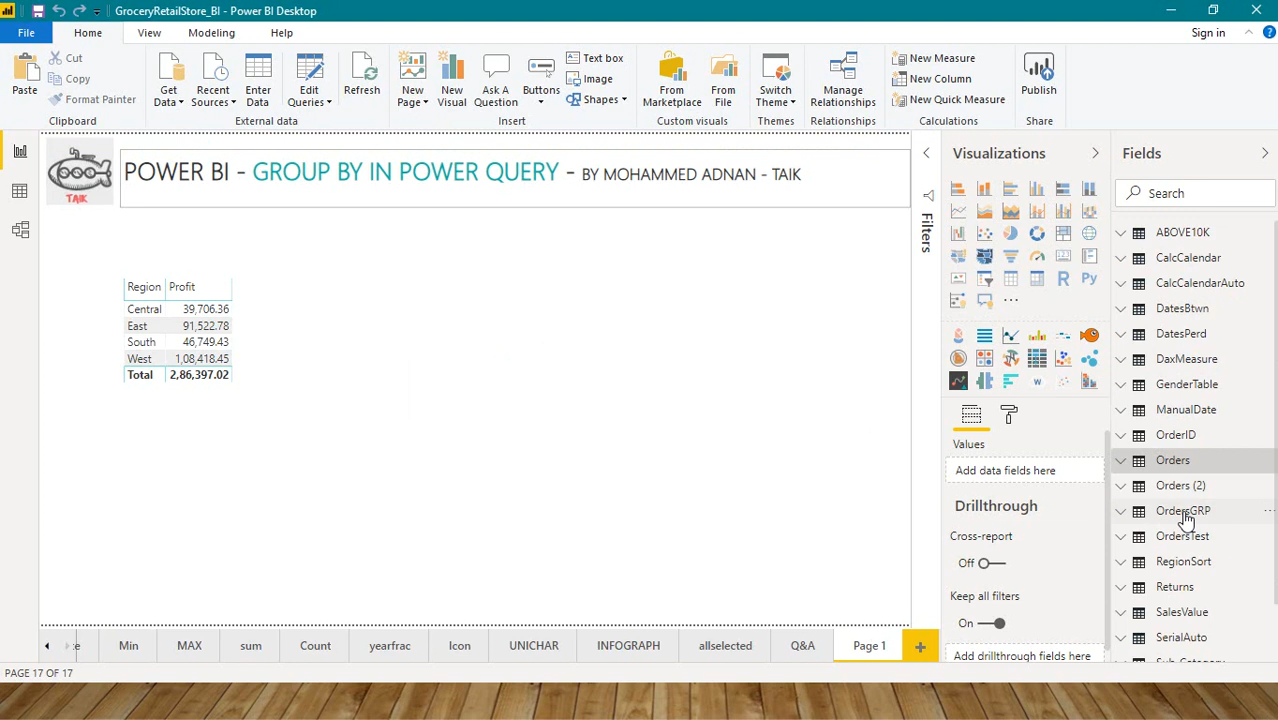 GroceryRetailStore_BI - Power BI Desktop
File
Home
View
Modeling
Help
Sign in
Paste
Cut
Copy
Format Painter
Clipboard
Get Data
Recent Sources
Enter Data
External data
Edit Queries
Refresh
New Page
New Visual
Ask A Question
Buttons
Text box
Image
Shapes
Insert
From Marketplace
From File
Custom visuals
Switch Theme
Themes
Manage Relationships
Relationships
New Measure
New Column
New Quick Measure
Calculations
Publish
Share
TAIK
POWER BI - GROUP BY IN POWER QUERY - BY MOHAMMED ADNAN - TAIK
Region Profit
Central 39,706.36
East 91,522.78
South 46,749.43
West 1,08,418.45
Total 2,86,397.02
Filters
Visualizations
R
Py
Values
Add data fields here
Drillthrough
Cross-report
Off
Keep all filters
On
Add drillthrough fields here
Fields
Search
ABOVE10K
CalcCalendar
CalcCalendarAuto
DatesBtwn
DatesPerd
DaxMeasure
GenderTable
ManualDate
OrderID
Orders
Orders (2)
OrdersGRP
OrdersTest
RegionSort
Returns
SalesValue
SerialAuto
Sub-Category
Min
MAX
sum
Count
yearfrac
Icon
UNICHAR
INFOGRAPH
allselected
Q&A
Page 1
PAGE 17 OF 17